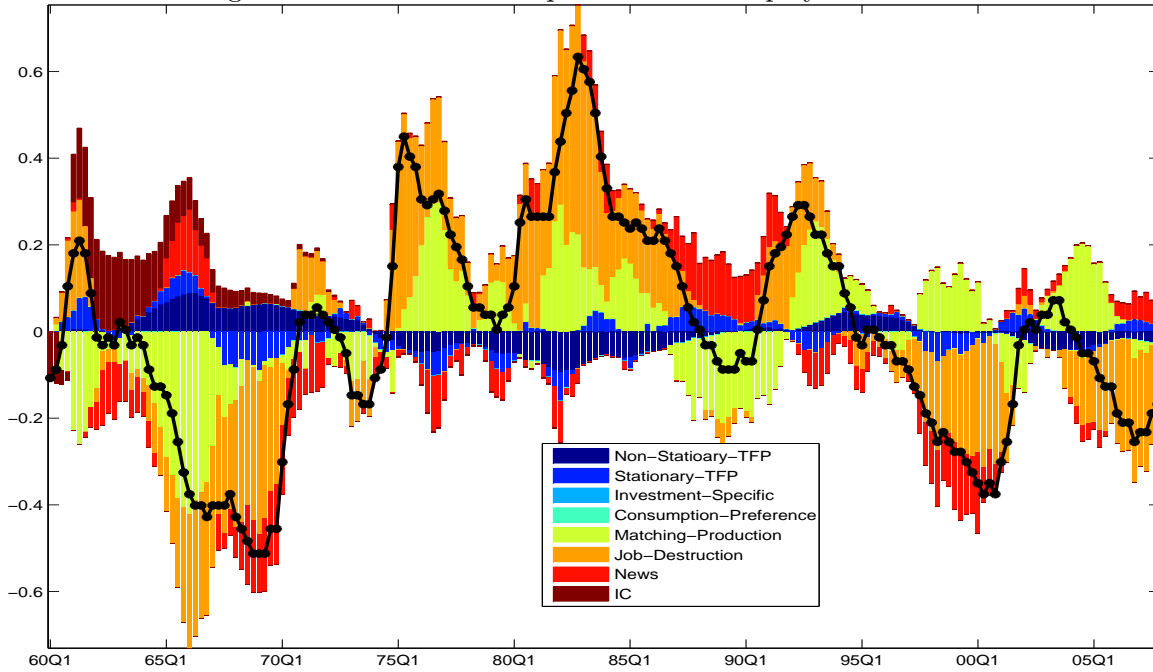 0.6
0.4
0.2
0
−0.2
−0.4
−0.6
60Q1 65Q1 70Q1 75Q1 80Q1 85Q1 90Q1 95Q1 00Q1 05Q1
Non−Statioary−TFP
Stationary−TFP
Investment−Specific
Consumption−Preference
Matching−Production
Job−Destruction
News
IC